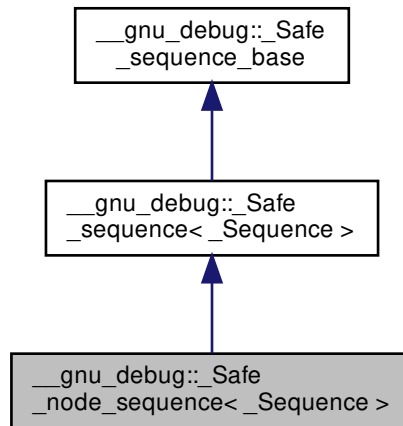 __gnu_debug::_Safe
_sequence_base
__gnu_debug::_Safe
_sequence< _Sequence >
__gnu_debug::_Safe
_node_sequence< _Sequence >